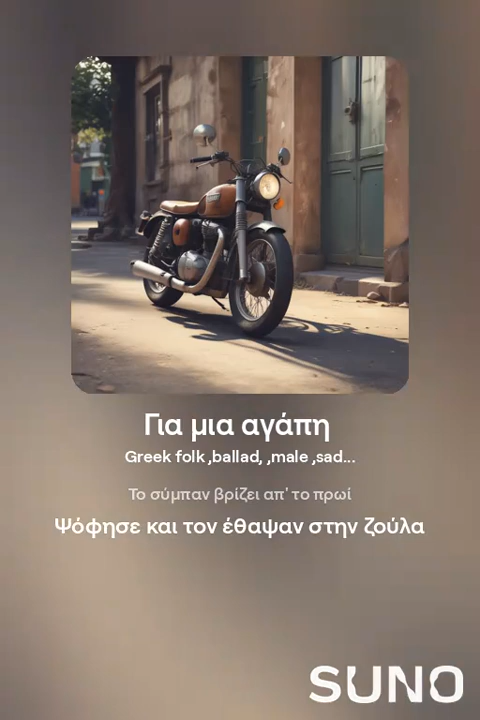 Για μια αγάπη
Greek folk ,ballad, ,male ,sad...
Το σύμπαν βρίζει απ' το πρωί
Ψόφησε και τον έθαψαν στην ζούλα
SUNO